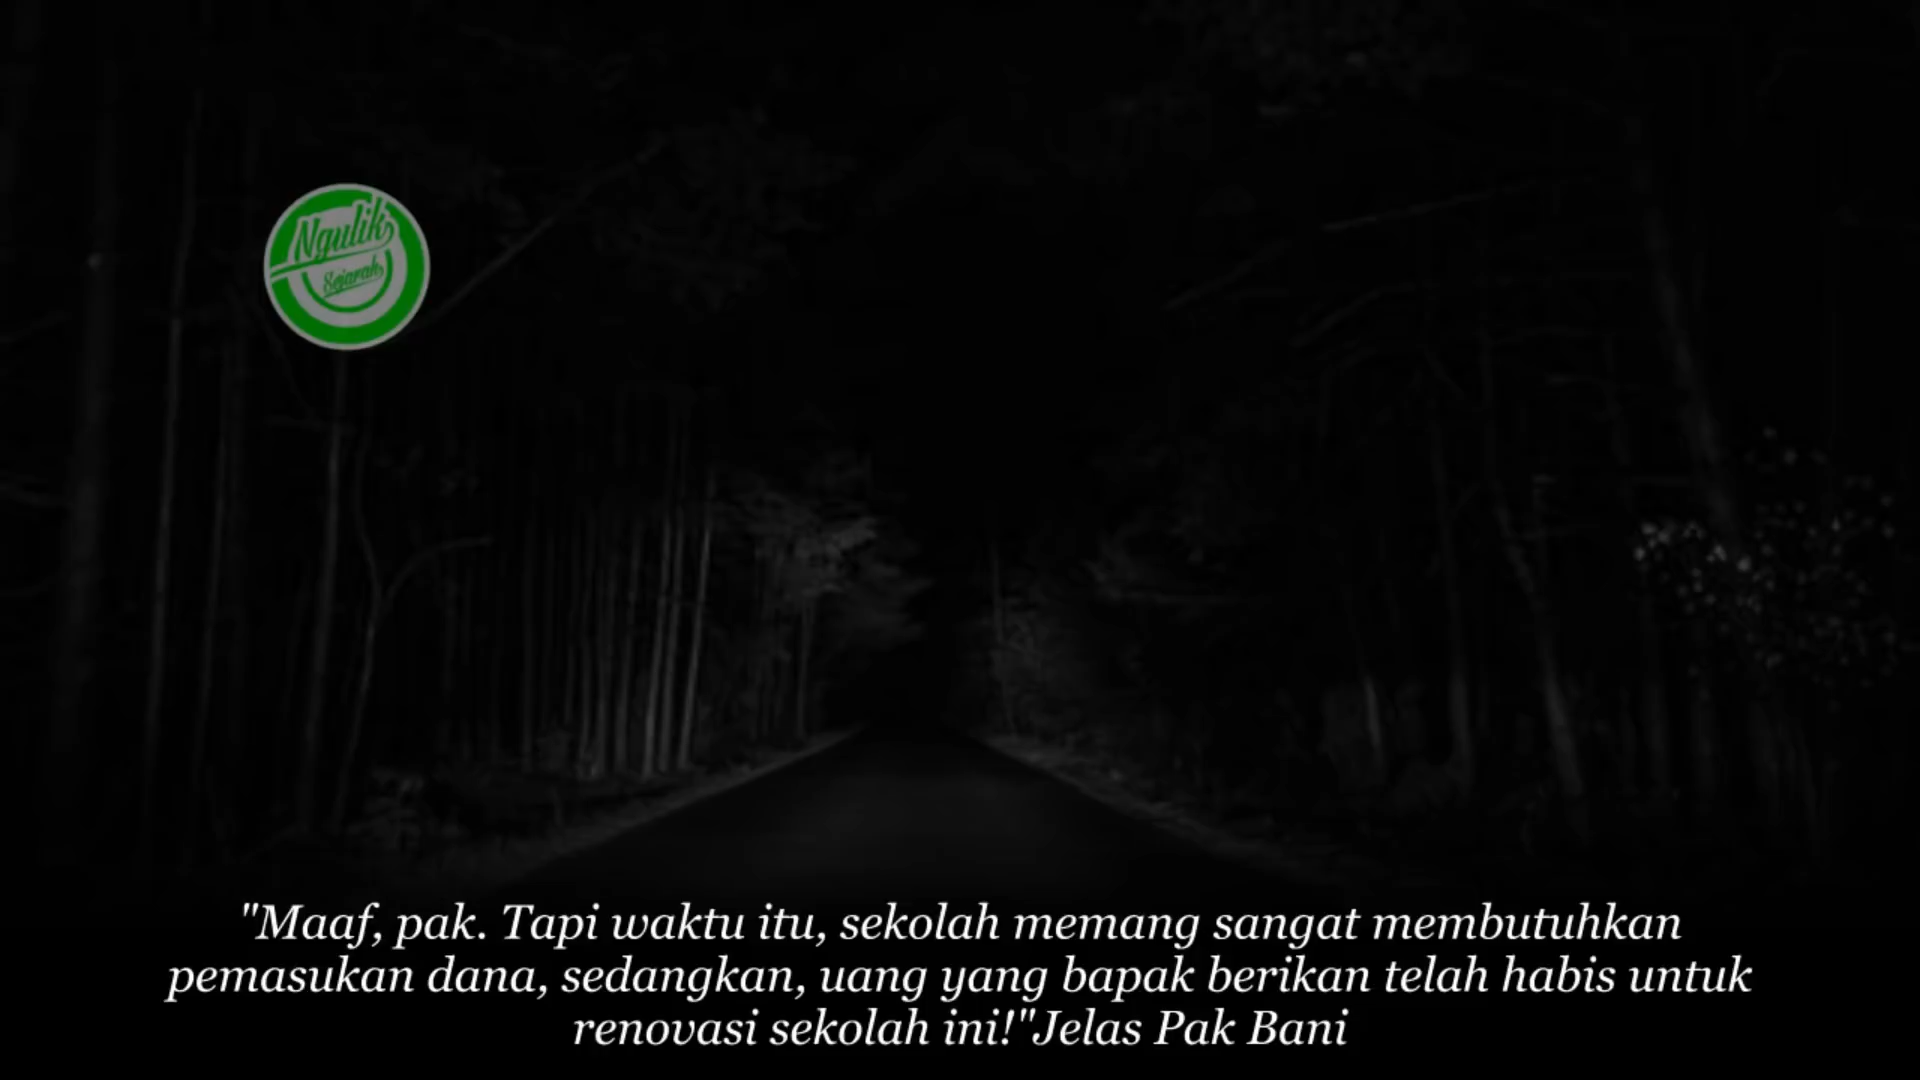 Ngulik
Sejarah
"Maaf, pak. Tapi waktu itu, sekolah memang sangat membutuhkan
pemasukan dana, sedangkan, uang yang bapak berikan telah habis untuk
renovasi sekolah ini!"Jelas Pak Bani